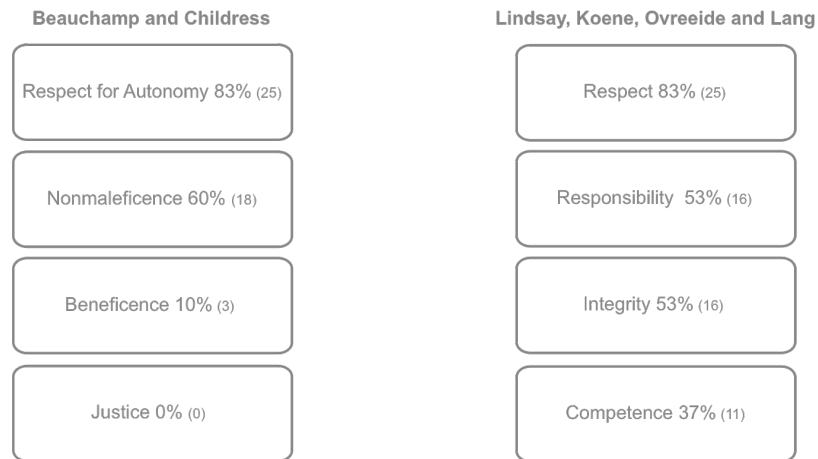 Beauchamp and Childress
Respect for Autonomy 83% (25)
Nonmaleficence 60% (18)
Beneficence 10% (3)
Justice 0% (0)
Lindsay, Koene, Ovreeide and Lang
Respect 83% (25)
Responsibility 53% (16)
Integrity 53% (16)
Competence 37% (11)